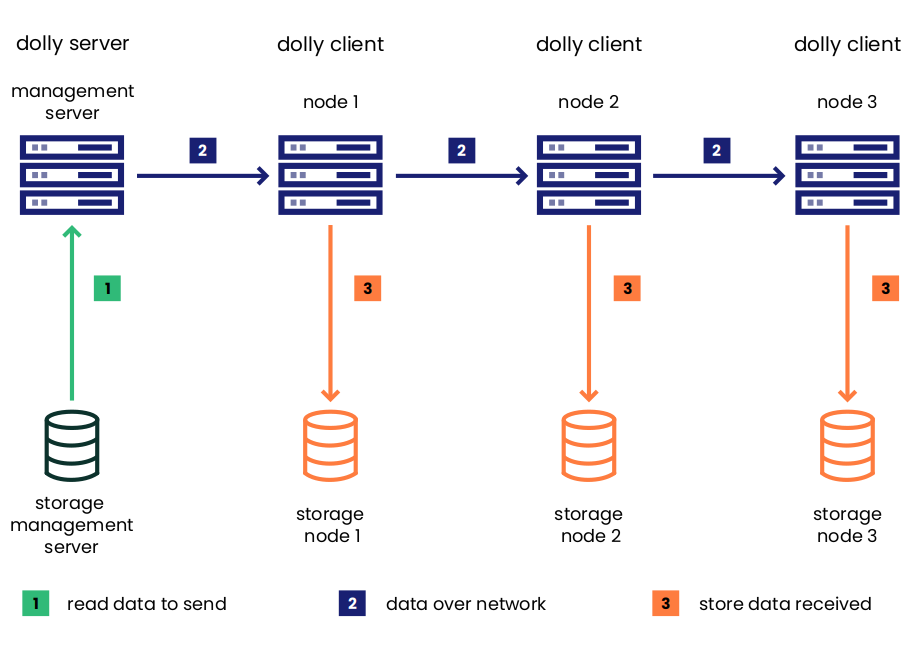 dolly server
dolly client
dolly client
dolly client
management
server
node 1
node 2
node 3
2
2
2
1
3
3
3
storage
management
server
storage
node 1
storage
node 2
storage
node 3
1 read data to send
2 data over network
3 store data received